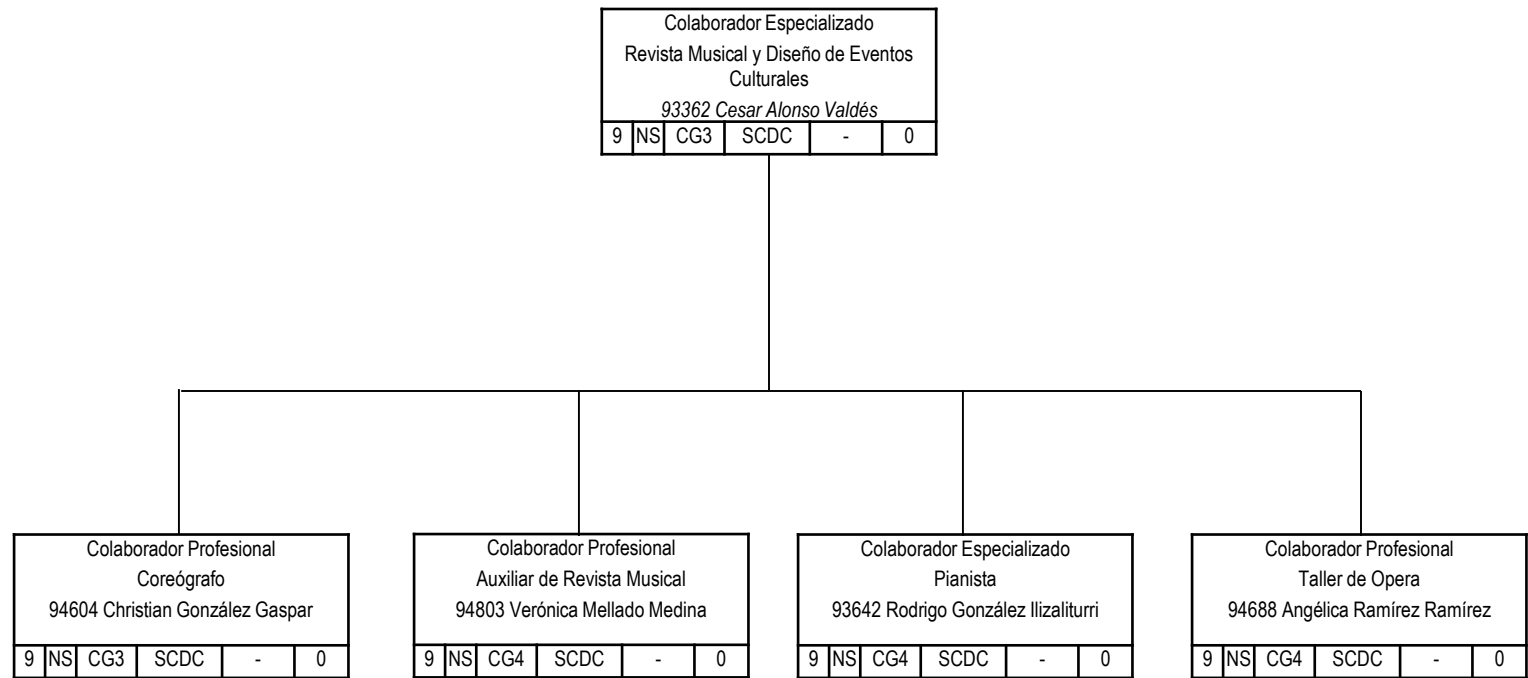 Colaborador Especializado
Revista Musical y Diseño de Eventos
Culturales
93362 Cesar Alonso Valdés
9 NS CG3 SCDC - 0
Colaborador Profesional
Coreógrafo
94604 Christian González Gaspar
9 NS CG3 SCDC - 0
Colaborador Profesional
Auxiliar de Revista Musical
94803 Verónica Mellado Medina
9 NS CG4 SCDC - 0
Colaborador Especializado
Pianista
93642 Rodrigo González Ilizaliturri
9 NS CG4 SCDC - 0
Colaborador Profesional
Taller de Opera
94688 Angélica Ramírez Ramírez
9 NS CG4 SCDC - 0